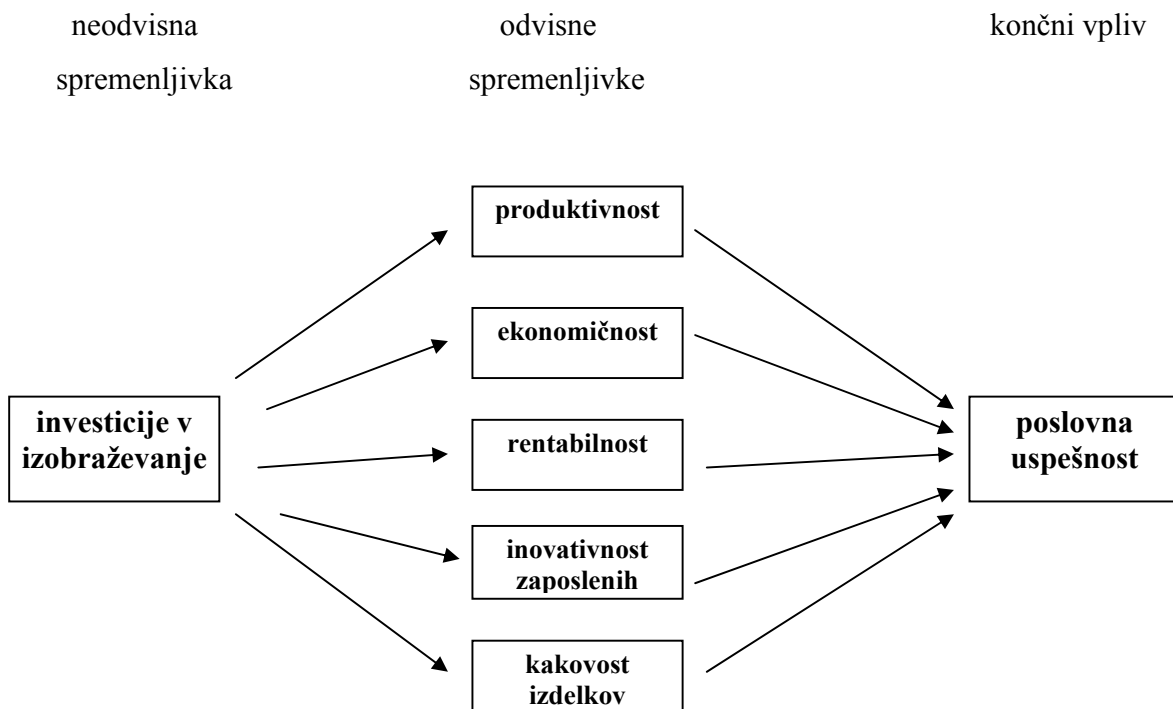 neodvisna
spremenljivka
odvisne
spremenljivke
končni vpliv
produktivnost
ekonomičnost
investicije v
izobraževanje
rentabilnost
poslovna
uspešnost
inovativnost
zaposlenih
kakovost
izdelkov